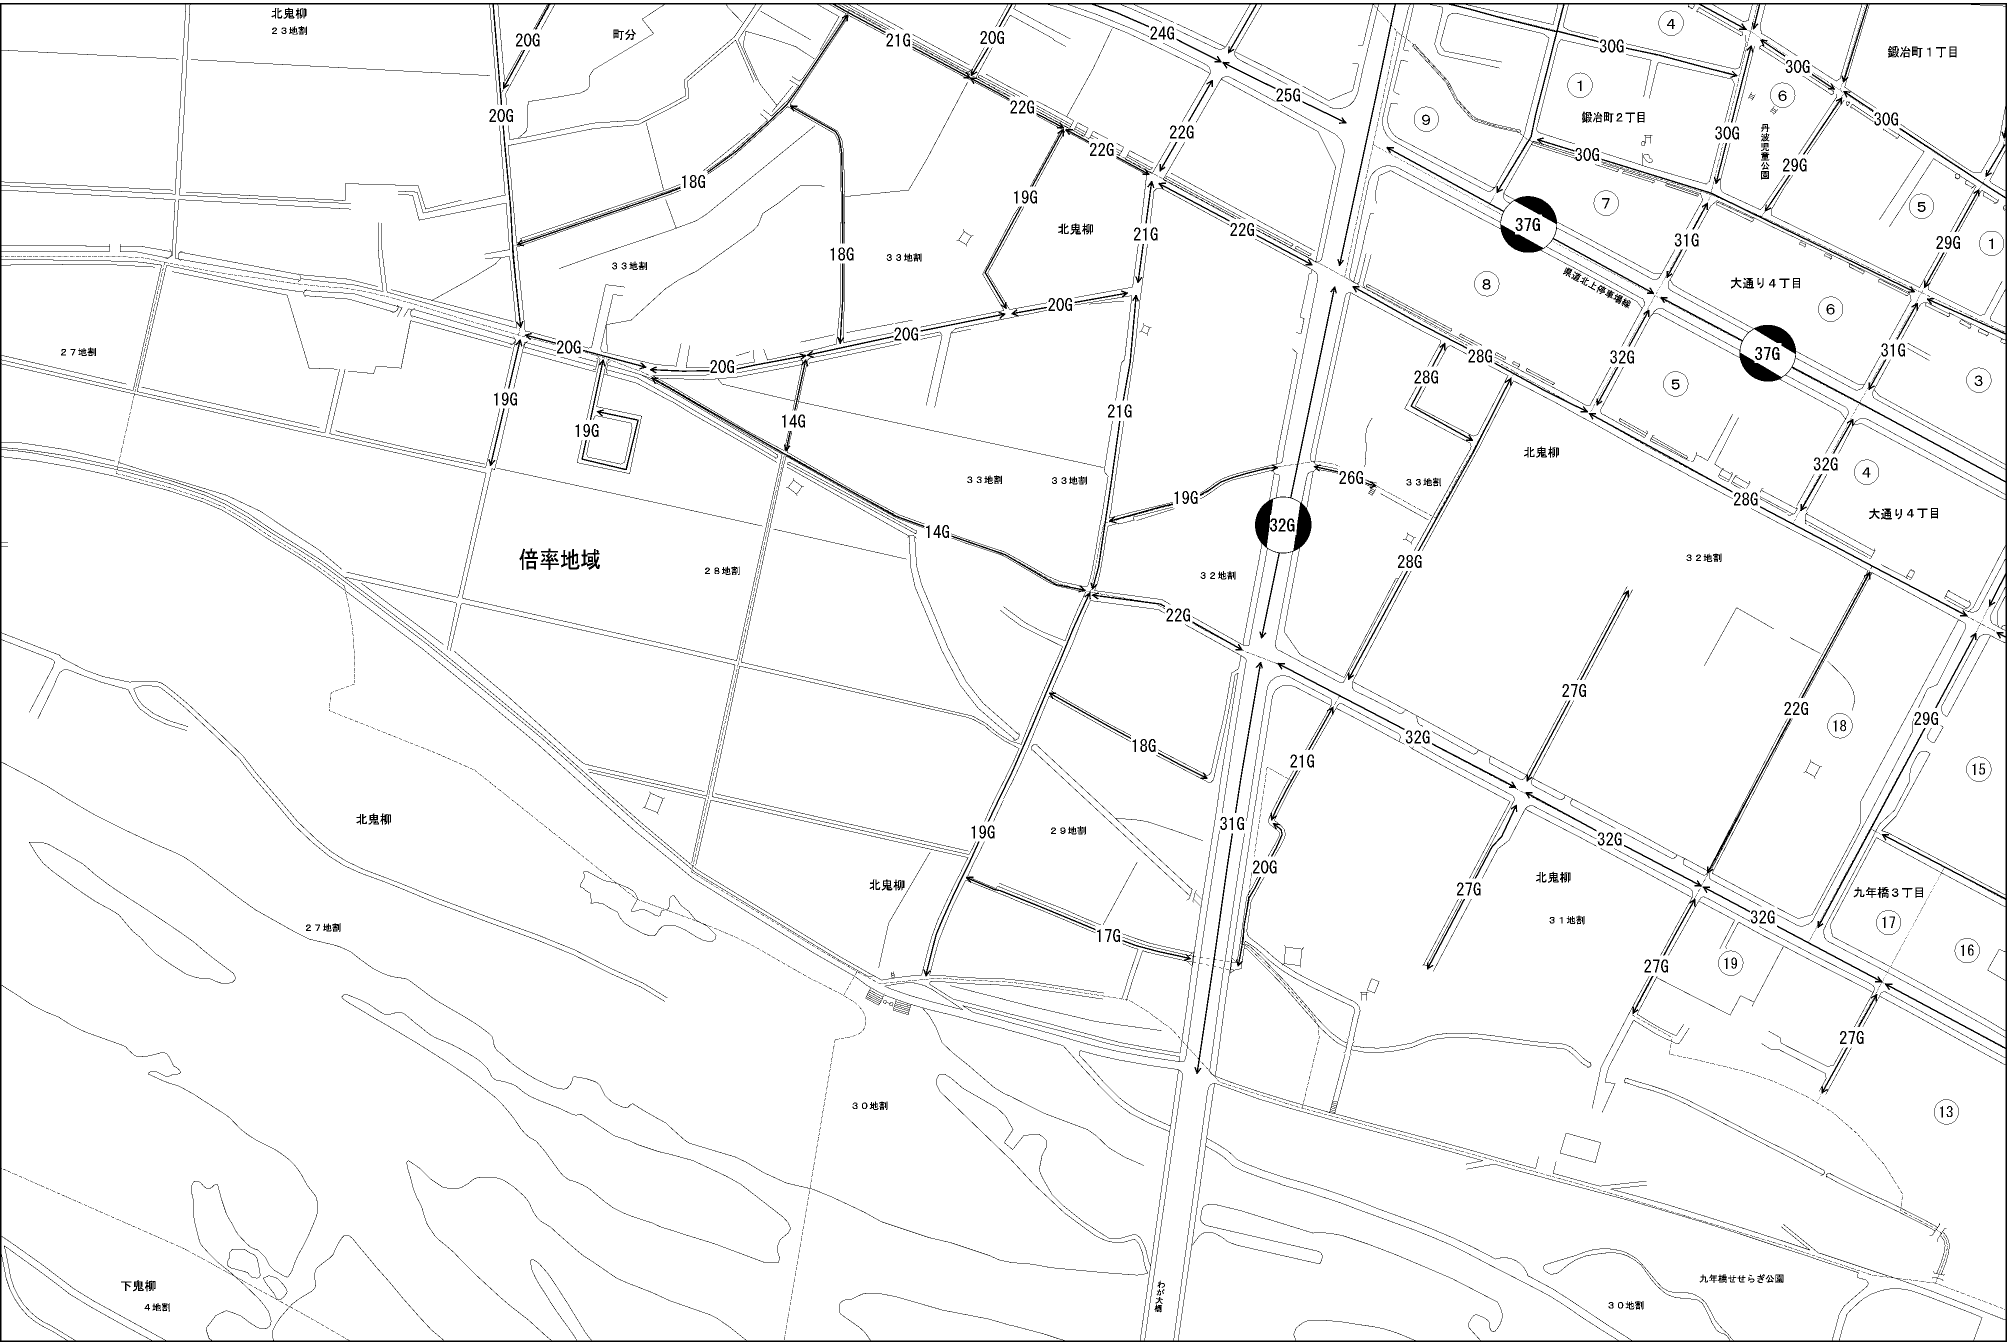 北鬼柳
23地割
町分
20G
21G
20G
24G
30G
④
鍛冶町1丁目
30G
①
⑥
25G
20G
22G
⑨
鍛冶町2丁目
30G
30G
22G
22G
30G
丹波児童公園
29G
18G
19G
⑦
⑤
37G
北鬼柳
21G
22G
31G
29G
①
18G
33地割
33地割
県道北上停車場線
⑧
大通り4丁目
⑥
20G
20G
20G
20G
27地割
28G
32G
37G
31G
③
19G
28G
⑤
21G
14G
19G
北鬼柳
32G
④
33地割
33地割
26G
33地割
19G
28G
大通り4丁目
32G
14G
倍率地域
28地割
32地割
28G
32地割
22G
27G
22G
29G
⑱
32G
18G
21G
⑮
北鬼柳
19G
29地割
31G
32G
20G
北鬼柳
27G
北鬼柳
九年橋3丁目
31地割
32G
⑰
27地割
17G
⑯
27G
⑲
27G
30地割
⑬
下鬼柳
4地割
わが大橋
九年橋せせらぎ公園
30地割